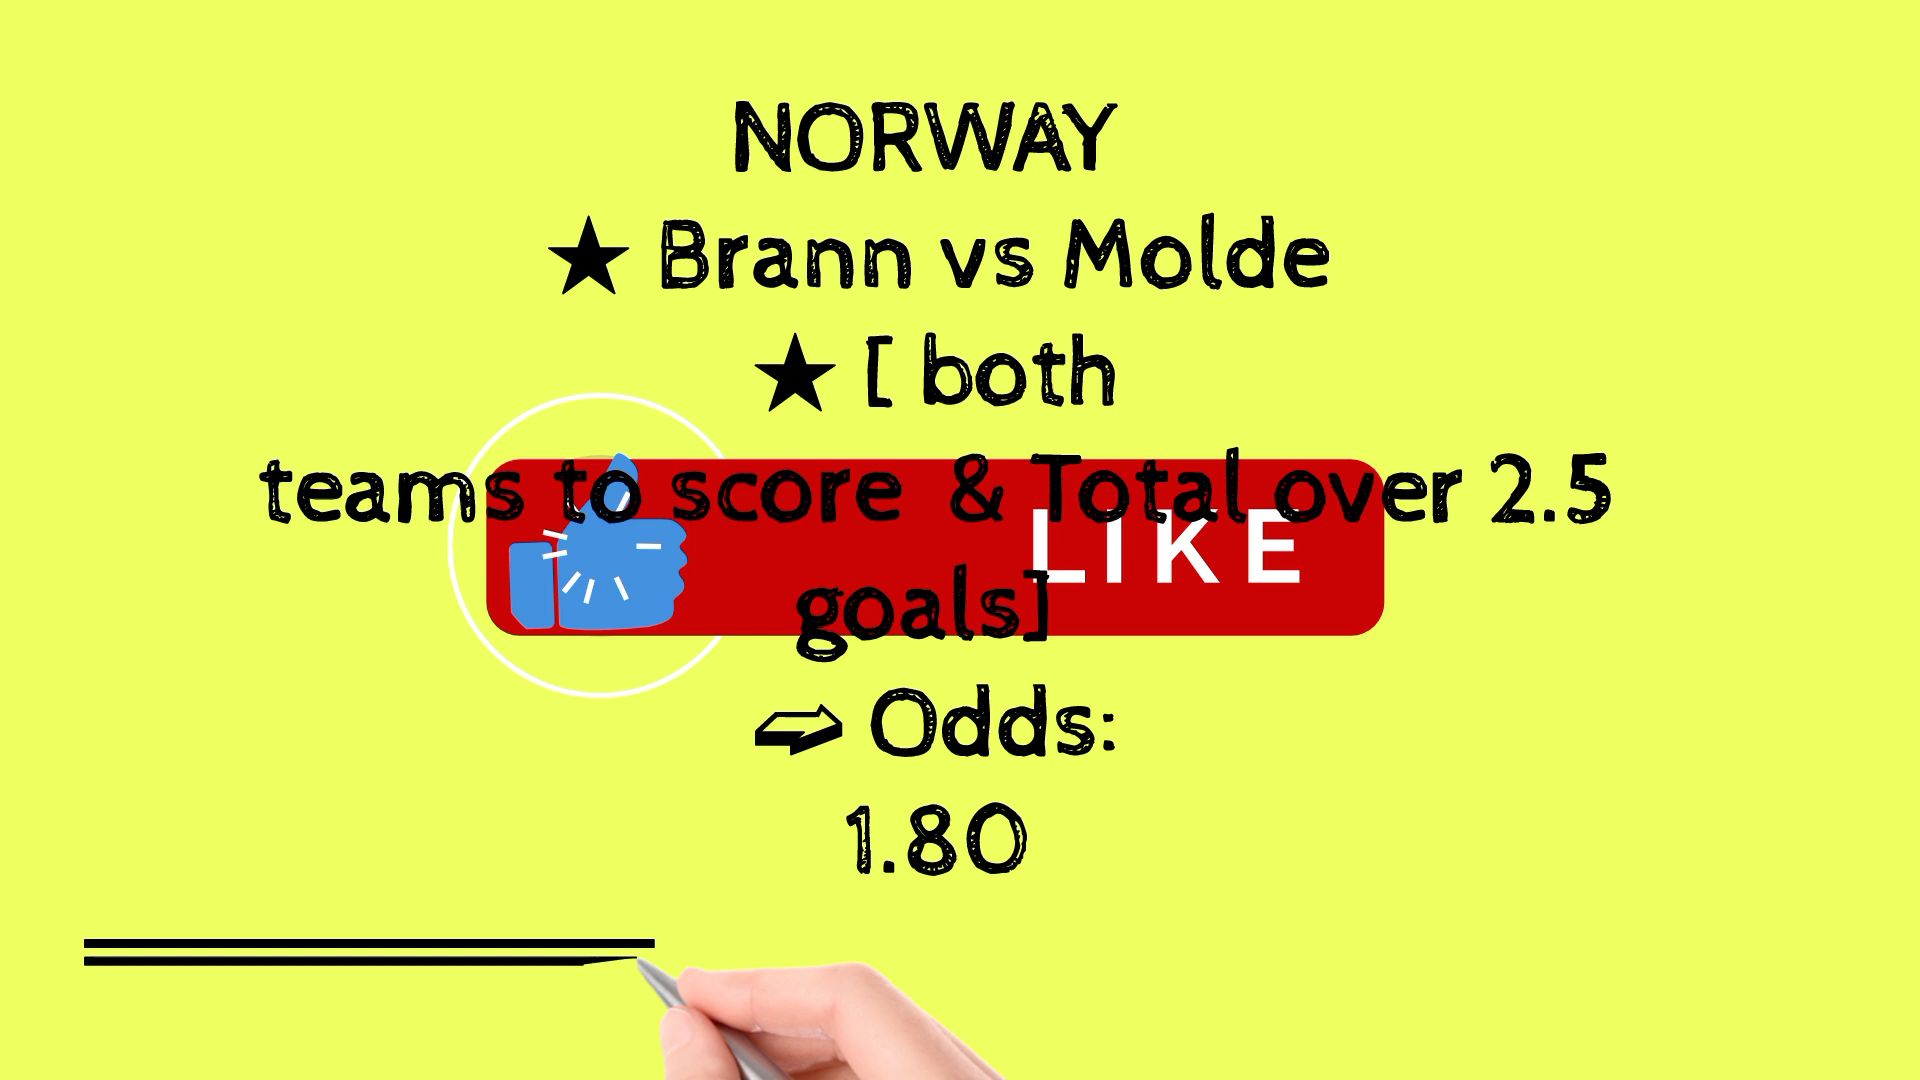 NORWAY
★ Brann vs Molde
★ [ both
teams to score & Total over 2.5
LIKE
goals]
➫ Odds:
1.80